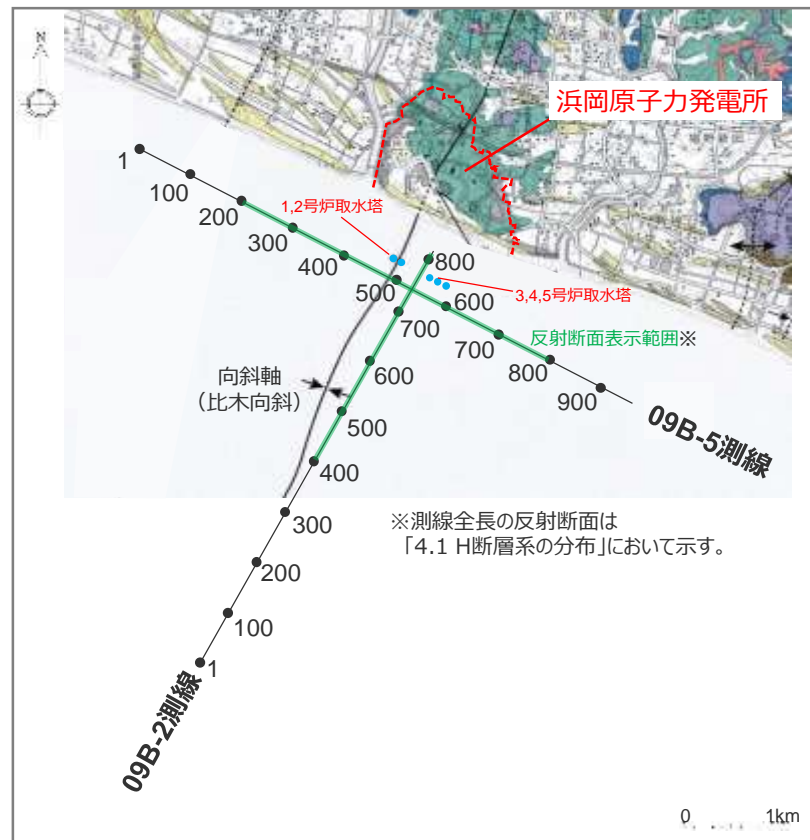 N
浜岡原子力発電所
1
100
200
300
400
500
600
700
800
900
1,2号炉取水塔
800
3,4,5号炉取水塔
700
600
500
400
300
200
100
1
反射断面表示範囲※
向斜軸
(比木向斜)
09B-5測線
※測線全長の反射断面は
「4.1 H断層系の分布」において示す。
09B-2測線
0 1km